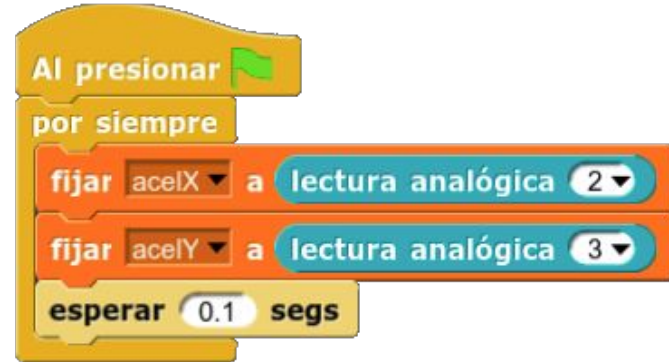 Al presionar
por siempre
fijar acelX a lectura analógica 2
fijar acelY a lectura analógica 3
esperar 0.1 segs